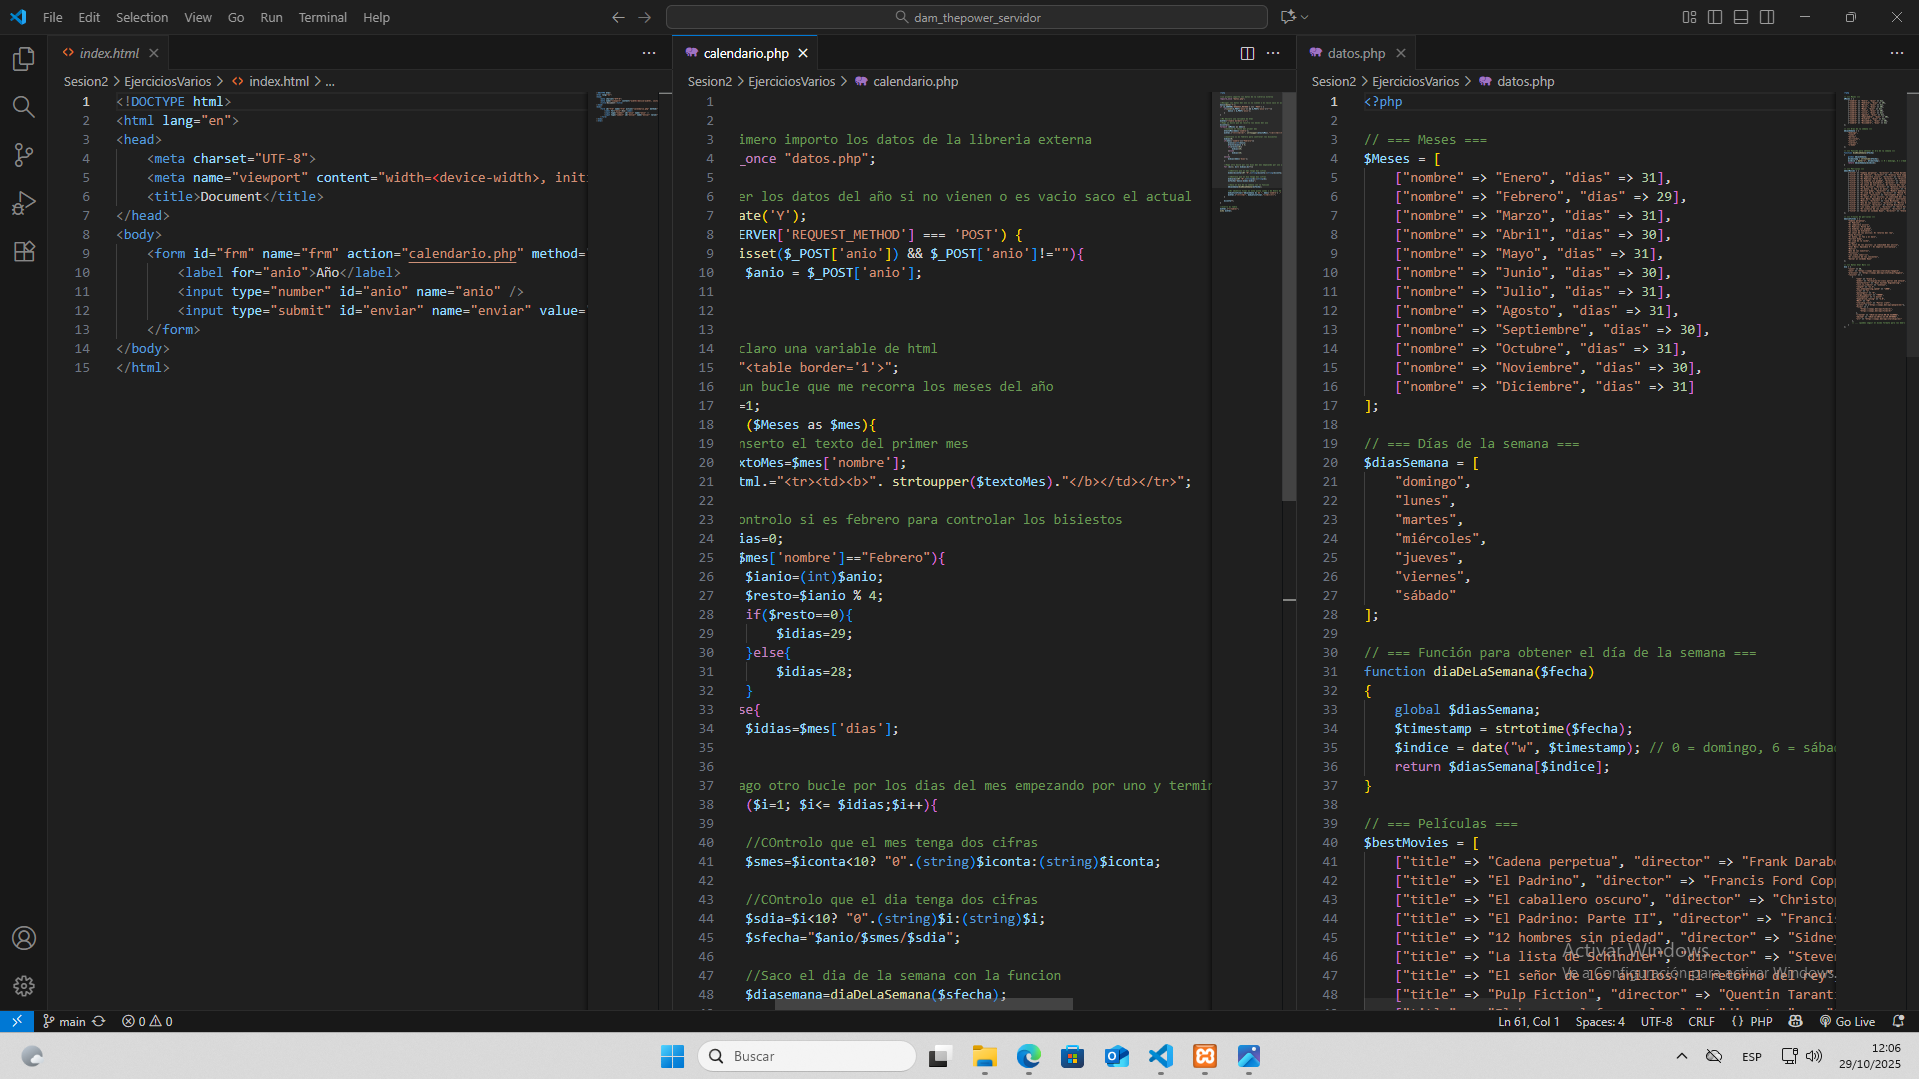 File Edit Selection View Go Run Terminal Help
dam_thepower_servidor
index.html
Sesion2 > EjerciciosVarios > index.html > ...
1 <!DOCTYPE html>
2 <html lang="en">
3 <head>
4 <meta charset="UTF-8">
5 <meta name="viewport" content="width=<device-width>, init
6 <title>Document</title>
7 </head>
8 <body>
9 <form id="frm" name="frm" action="calendario.php" method=
10 <label for="anio">Año</label>
11 <input type="number" id="anio" name="anio" />
12 <input type="submit" id="enviar" name="enviar" value=
13 </form>
14 </body>
15 </html>
calendario.php
Sesion2 > EjerciciosVarios > calendario.php
1
2
3 imero importo los datos de la libreria externa
4 _once "datos.php";
5
6 er los datos del año si no vienen o es vacio saco el actual
7 ate('Y');
8 ERVER['REQUEST_METHOD'] === 'POST') {
9 isset($_POST['anio']) && $_POST['anio']!=""){
10 $anio = $_POST['anio'];
11
12
13
14 claro una variable de html
15 "<table border='1'>";
16 un bucle que me recorra los meses del año
17 =1;
18 ($Meses as $mes){
19 nserto el texto del primer mes
20 xtoMes=$mes['nombre'];
21 tml.="<tr><td><b>". strtoupper($textoMes)."</b></td></tr>";
22
23 ontrolo si es febrero para controlar los bisiestos
24 ias=0;
25 $mes['nombre']=="Febrero"){
26 $ianio=(int)$anio;
27 $resto=$ianio % 4;
28 if($resto==0){
29 $idias=29;
30 }else{
31 $idias=28;
32 }
33 se{
34 $idias=$mes['dias'];
35
36
37 ago otro bucle por los dias del mes empezando por uno y termin
38 ($i=1; $i<= $idias;$i++){
39
40 //COntrolo que el mes tenga dos cifras
41 $smes=$iconta<10? "0".(string)$iconta:(string)$iconta;
42
43 //COntrolo que el dia tenga dos cifras
44 $sdia=$i<10? "0".(string)$i:(string)$i;
45 $sfecha="$anio/$smes/$sdia";
46
47 //Saco el dia de la semana con la funcion
48 $diasemana=diaDeLaSemana($sfecha);
datos.php
Sesion2 > EjerciciosVarios > datos.php
1 <?php
2
3 // === Meses ===
4 $Meses = [
5 ["nombre" => "Enero", "dias" => 31],
6 ["nombre" => "Febrero", "dias" => 29],
7 ["nombre" => "Marzo", "dias" => 31],
8 ["nombre" => "Abril", "dias" => 30],
9 ["nombre" => "Mayo", "dias" => 31],
10 ["nombre" => "Junio", "dias" => 30],
11 ["nombre" => "Julio", "dias" => 31],
12 ["nombre" => "Agosto", "dias" => 31],
13 ["nombre" => "Septiembre", "dias" => 30],
14 ["nombre" => "Octubre", "dias" => 31],
15 ["nombre" => "Noviembre", "dias" => 30],
16 ["nombre" => "Diciembre", "dias" => 31]
17 ];
18
19 // === Días de la semana ===
20 $diasSemana = [
21 "domingo",
22 "lunes",
23 "martes",
24 "miércoles",
25 "jueves",
26 "viernes",
27 "sábado"
28 ];
29
30 // === Función para obtener el día de la semana ===
31 function diaDeLaSemana($fecha)
32 {
33 global $diasSemana;
34 $timestamp = strtotime($fecha);
35 $indice = date("w", $timestamp); // 0 = domingo, 6 = sába
36 return $diasSemana[$indice];
37 }
38
39 // === Películas ===
40 $bestMovies = [
41 ["title" => "Cadena perpetua", "director" => "Frank Darab
42 ["title" => "El Padrino", "director" => "Francis Ford Cop
43 ["title" => "El caballero oscuro", "director" => "Christo
44 ["title" => "El Padrino: Parte II", "director" => "Franci
45 ["title" => "12 hombres sin piedad", "director" => "Sidne
46 ["title" => "La lista de Schindler", "director" => "Steve
47 ["title" => "El señor de los anillos: El retorno del rey"
48 ["title" => "Pulp Fiction", "director" => "Quentin Tarant
Activar Windows
Ve a Configuración para activar Windows.
main 0 0
Ln 61, Col 1 Spaces: 4 UTF-8 CRLF { } PHP Go Live
Buscar
ESP
12:06
29/10/2025